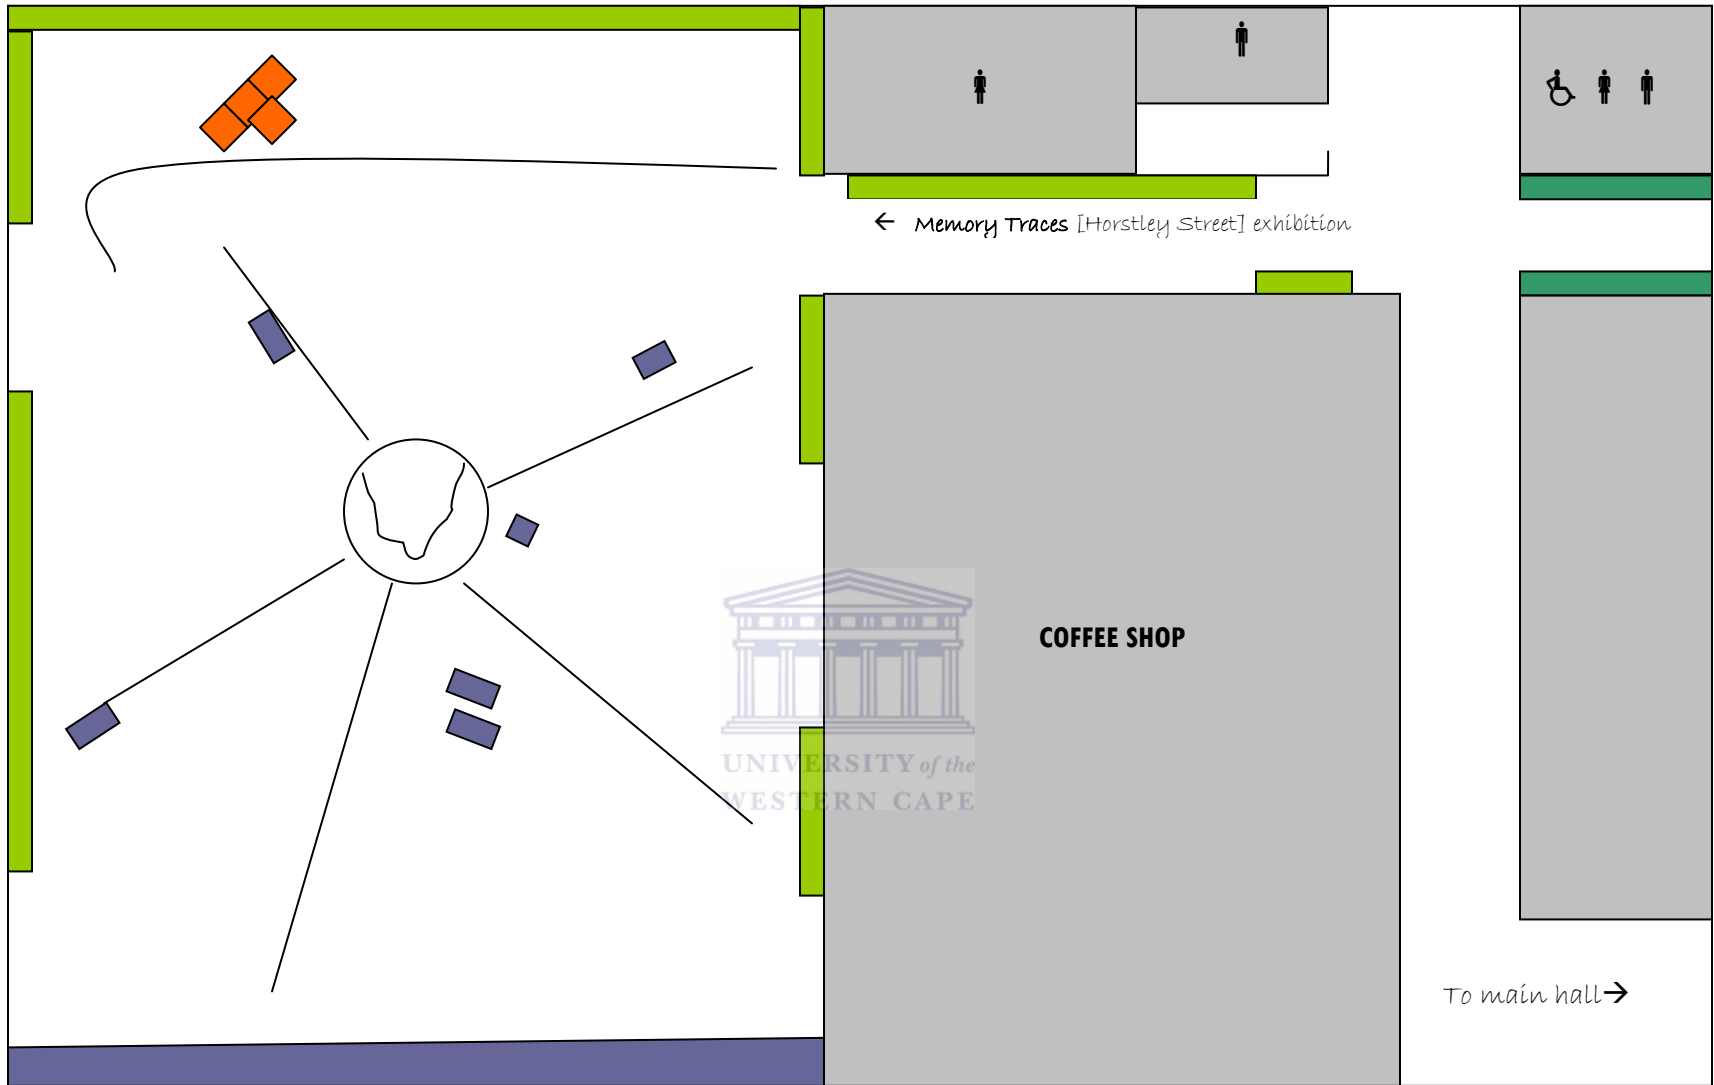 ← Memory Traces [Horstley Street] exhibition
COFFEE SHOP
UNIVERSITY of the
WESTERN CAPE
To main hall→